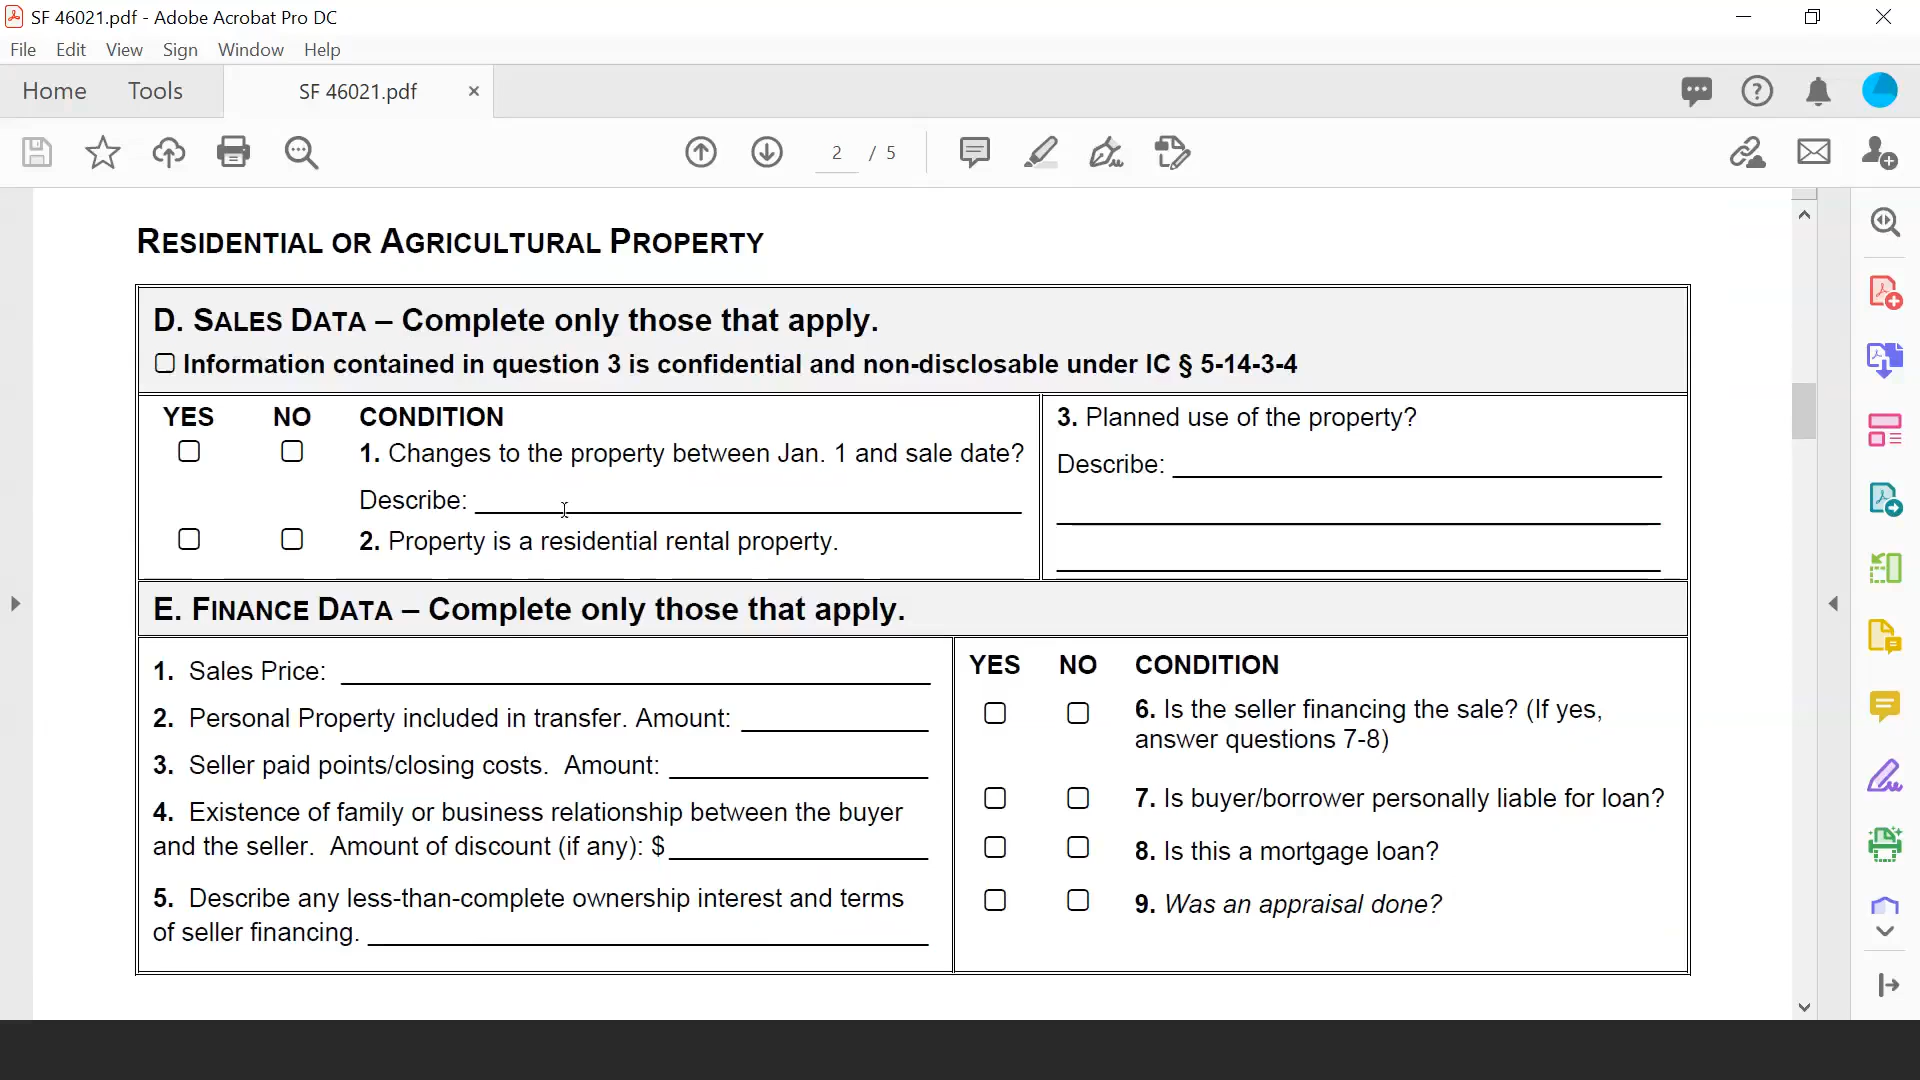 SF 46021.pdf - Adobe Acrobat Pro DC
File Edit View Sign Window Help
Home Tools SF 46021.pdf
2 / 5
RESIDENTIAL OR AGRICULTURAL PROPERTY
D. SALES DATA – Complete only those that apply.
Information contained in question 3 is confidential and non-disclosable under IC § 5-14-3-4
YES NO CONDITION
1. Changes to the property between Jan. 1 and sale date?
Describe:
2. Property is a residential rental property.
3. Planned use of the property?
Describe:
E. FINANCE DATA – Complete only those that apply.
1. Sales Price:
2. Personal Property included in transfer. Amount:
3. Seller paid points/closing costs. Amount:
4. Existence of family or business relationship between the buyer
and the seller. Amount of discount (if any): $
5. Describe any less-than-complete ownership interest and terms
of seller financing.
YES NO CONDITION
6. Is the seller financing the sale? (If yes,
answer questions 7-8)
7. Is buyer/borrower personally liable for loan?
8. Is this a mortgage loan?
9. Was an appraisal done?